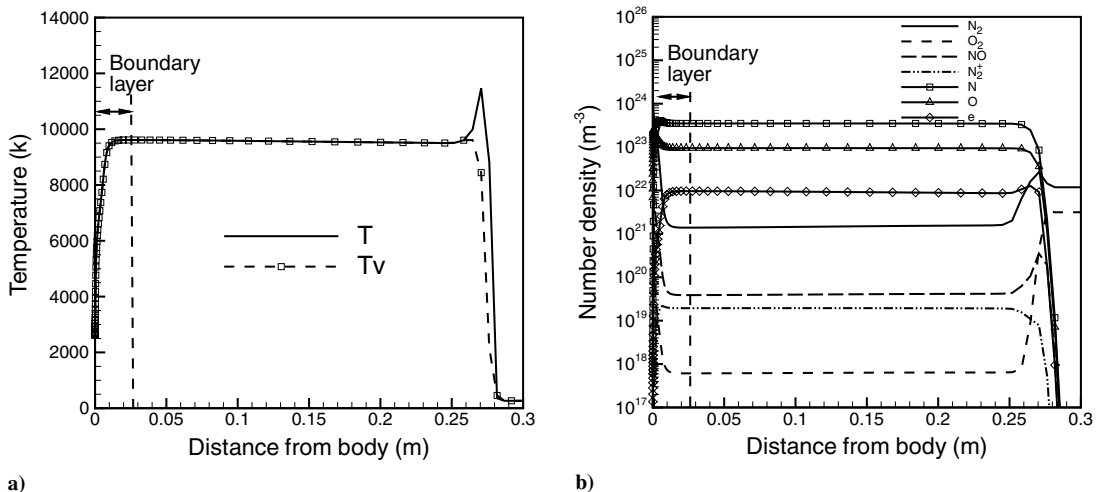 14000
12000
10000
8000
6000
4000
2000
0
Temperature (k)
Boundary
layer
T
Tv
0
0.05
0.1
0.15
0.2
0.25
0.3
Distance from body (m)
a)
10^26
10^25
10^24
10^23
10^22
10^21
10^20
10^19
10^18
10^17
Number density (m^-3)
Boundary
layer
N_2
O_2
NO
N_2^+
N
O
e
0
0.05
0.1
0.15
0.2
0.25
0.3
Distance from body (m)
b)